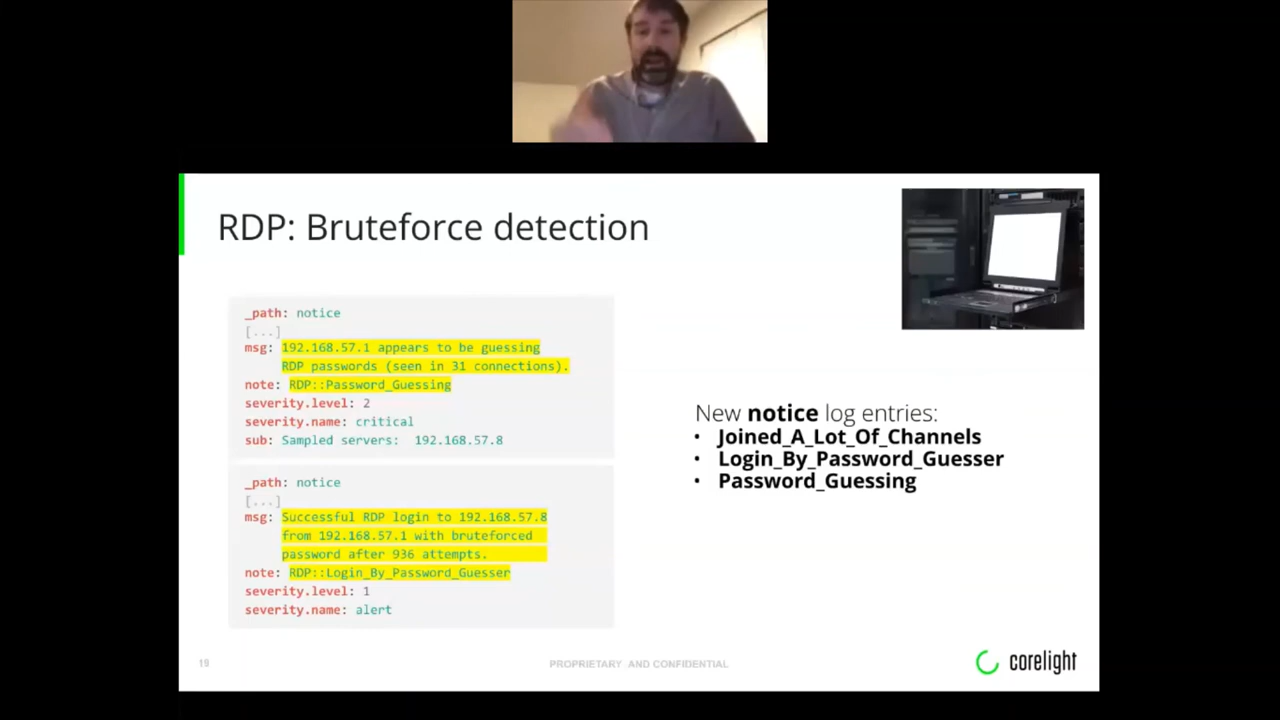 RDP: Bruteforce detection
_path: notice
[...]
msg: 192.168.57.1 appears to be guessing
RDP passwords (seen in 31 connections).
note: RDP::Password_Guessing
severity.level: 2
severity.name: critical
sub: Sampled servers:  192.168.57.8
_path: notice
[...]
msg: Successful RDP login to 192.168.57.8
from 192.168.57.1 with bruteforced
password after 936 attempts.
note: RDP::Login_By_Password_Guesser
severity.level: 1
severity.name: alert
New notice log entries:
• Joined_A_Lot_Of_Channels
• Login_By_Password_Guesser
• Password_Guessing
19
PROPRIETARY AND CONFIDENTIAL
corelight